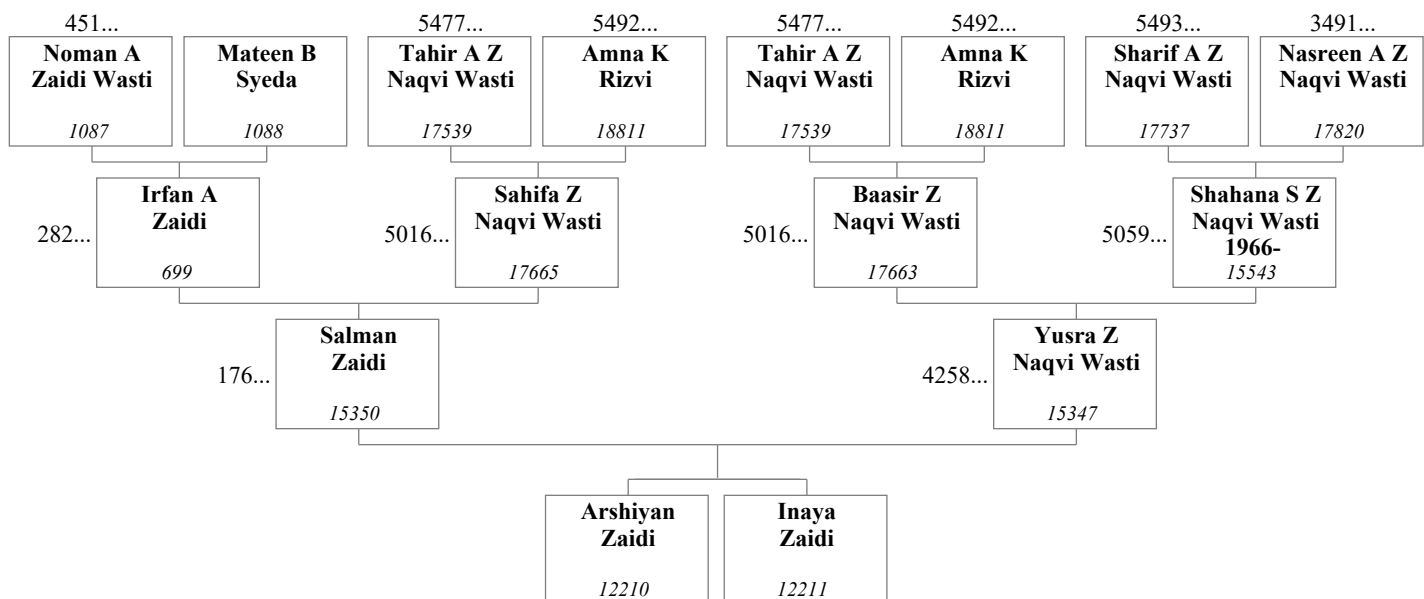 451...
5477...
5492...
5477...
5492...
5493...
3491...
Noman A
Zaidi Wasti
1087
Mateen B
Syeda
1088
Tahir A Z
Naqvi Wasti
17539
Amna K
Rizvi
18811
Tahir A Z
Naqvi Wasti
17539
Amna K
Rizvi
18811
Sharif A Z
Naqvi Wasti
17737
Nasreen A Z
Naqvi Wasti
17820
282...
Irfan A
Zaidi
699
5016...
Sahifa Z
Naqvi Wasti
17665
5016...
Baasir Z
Naqvi Wasti
17663
5059...
Shahana S Z
Naqvi Wasti
1966-
15543
176...
Salman
Zaidi
15350
4258...
Yusra Z
Naqvi Wasti
15347
Arshiyan
Zaidi
12210
Inaya
Zaidi
12211